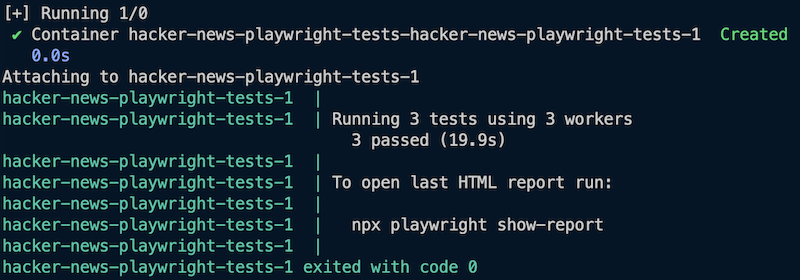 [+] Running 1/0
✔ Container hacker-news-playwright-tests-hacker-news-playwright-tests-1  Created
   0.0s
Attaching to hacker-news-playwright-tests-1
hacker-news-playwright-tests-1  |
hacker-news-playwright-tests-1  | Running 3 tests using 3 workers
                                    3 passed (19.9s)
hacker-news-playwright-tests-1  |
hacker-news-playwright-tests-1  | To open last HTML report run:
hacker-news-playwright-tests-1  |
hacker-news-playwright-tests-1  |   npx playwright show-report
hacker-news-playwright-tests-1  |
hacker-news-playwright-tests-1 exited with code 0